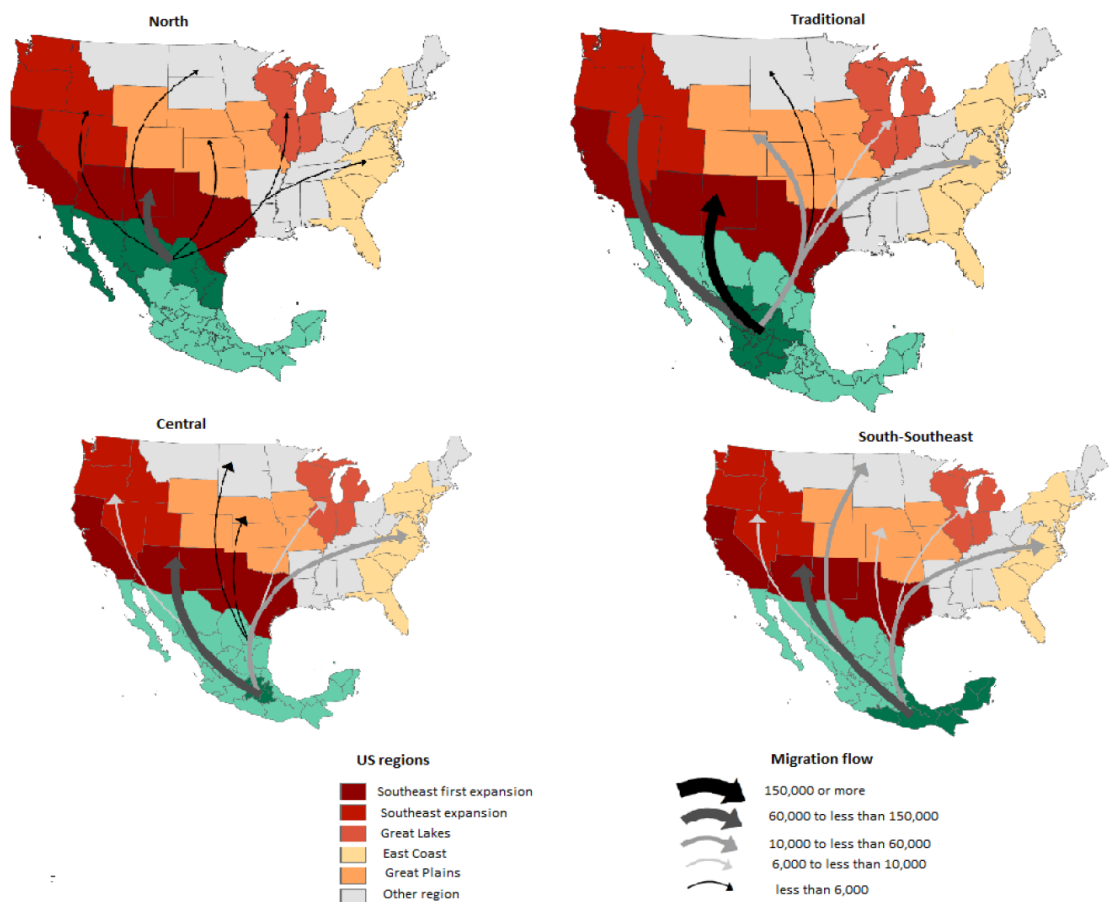 North
Traditional
Central
South-Southeast
US regions
Southeast first expansion
Southeast expansion
Great Lakes
East Coast
Great Plains
Other region
Migration flow
150,000 or more
60,000 to less than 150,000
10,000 to less than 60,000
6,000 to less than 10,000
less than 6,000